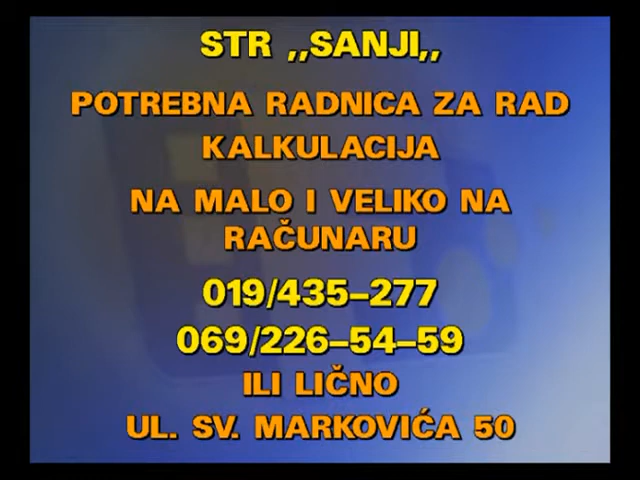 STR ,,SANJI,,
POTREBNA RADNICA ZA RAD
KALKULACIJA
NA MALO I VELIKO NA
RAČUNARU
019/435–277
069/226–54–59
ILI LIČNO
UL. SV. MARKOVIĆA 50